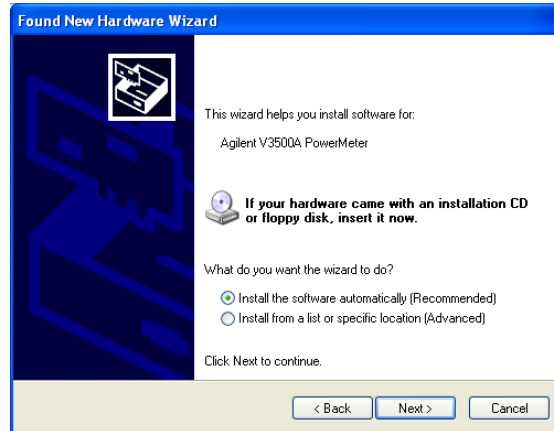 Found New Hardware Wizard
This wizard helps you install software for:
Agilent V3500A PowerMeter
If your hardware came with an installation CD
or floppy disk, insert it now.
What do you want the wizard to do?
Install the software automatically (Recommended)
Install from a list or specific location (Advanced)
Click Next to continue.
< Back Next > Cancel